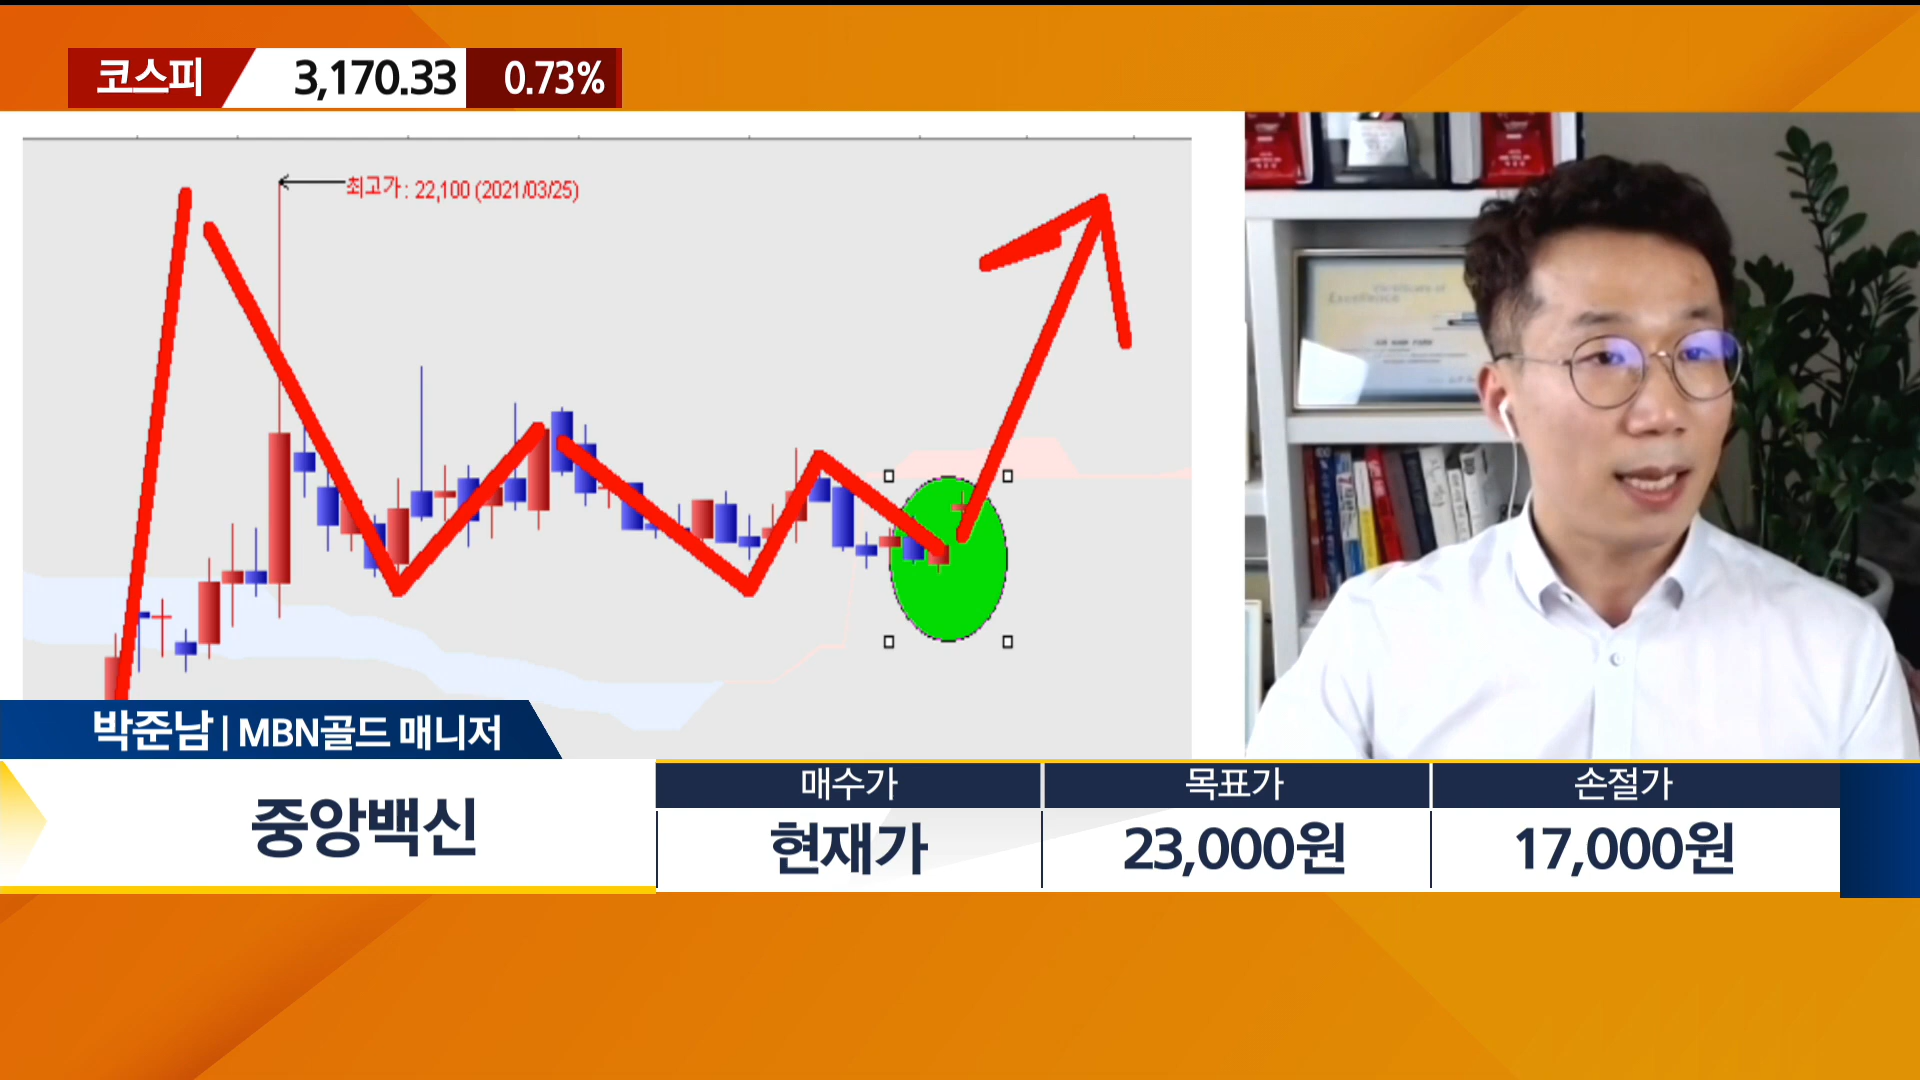 코스피 3,170.33 0.73%
최고가 : 22,100 (2021/03/25)
박준남 | MBN골드 매니저
중앙백신
매수가 목표가 손절가
현재가 23,000원 17,000원